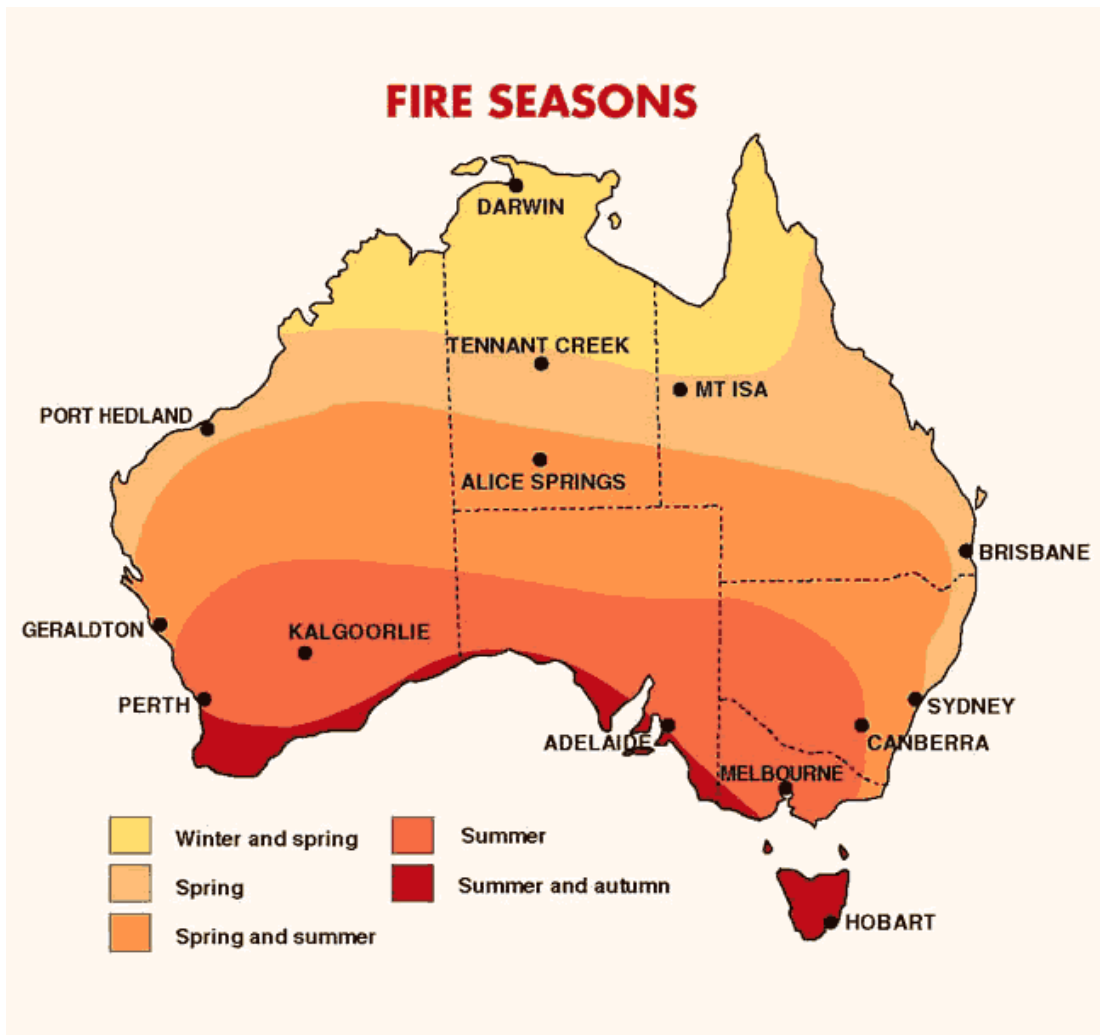 FIRE SEASONS
DARWIN
TENNANT CREEK
MT ISA
PORT HEDLAND
ALICE SPRINGS
BRISBANE
GERALDTON
KALGOORLIE
PERTH
SYDNEY
ADELAIDE
CANBERRA
MELBOURNE
Winter and spring
Summer
Spring
Summer and autumn
Spring and summer
HOBART